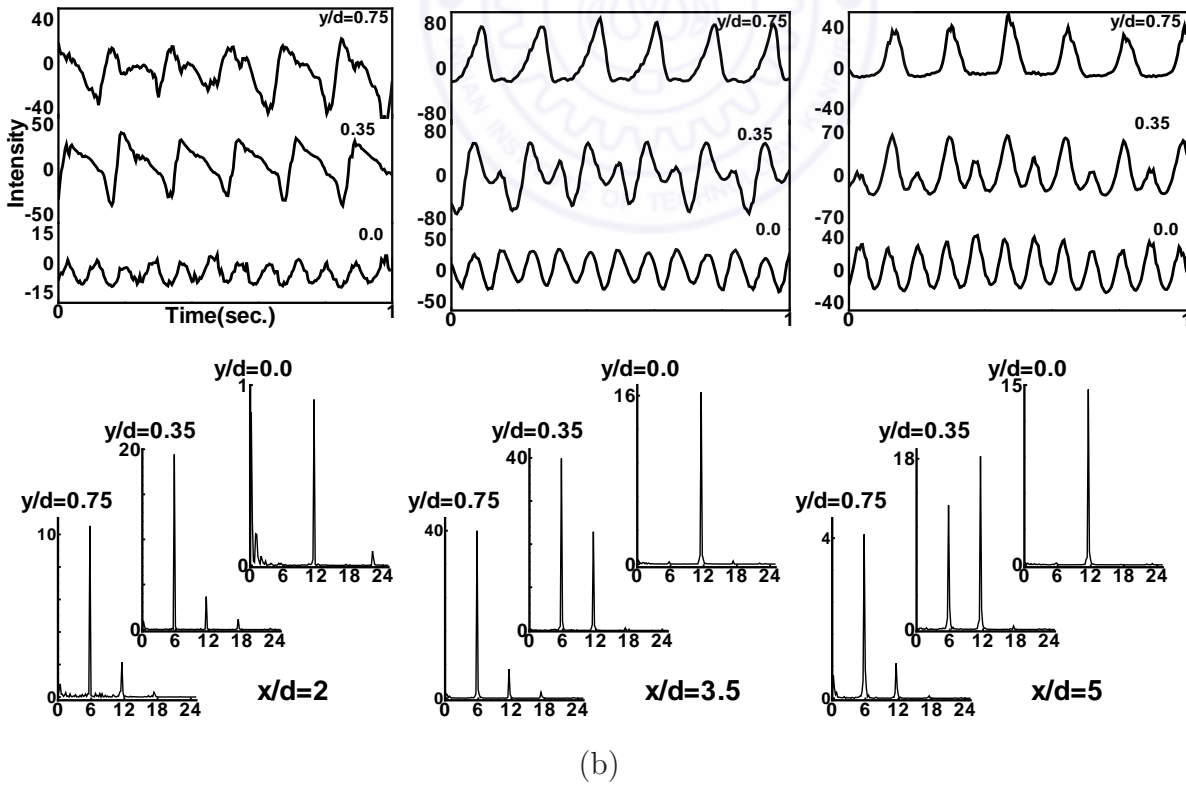 40 0 -40 y/d=0.75
50 0 -50 0.35
15 0 -15 0.0
Intensity
0 Time(sec.) 1
80 0 -80 y/d=0.75
80 0 -80 0.35
50 0 -50 0.0
0 1
40 0 -40 y/d=0.75
70 0 -70 0.35
40 0 -40 0.0
0 1
y/d=0.0
1
0
0 6 12 18 24
y/d=0.35
20
0
0 6 12 18 24
y/d=0.75
10
0
0 6 12 18 24
x/d=2
y/d=0.0
16
0
0 6 12 18 24
y/d=0.35
40
0
0 6 12 18 24
y/d=0.75
40
0
0 6 12 18 24
x/d=3.5
y/d=0.0
15
0
0 6 12 18 24
y/d=0.35
18
0
0 6 12 18 24
y/d=0.75
4
0
0 6 12 18 24
x/d=5
(b)
INDIAN INSTITUTE OF TECHNOLOGY